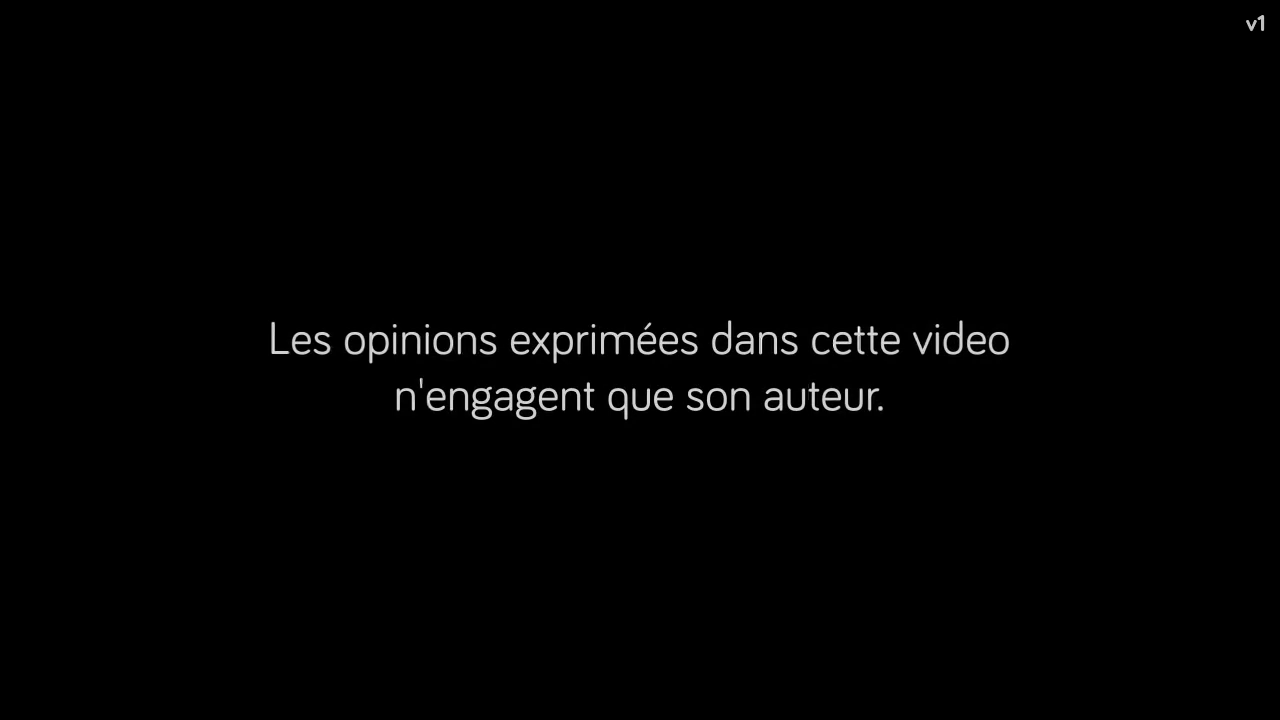 v1
Les opinions exprimées dans cette video
n'engagent que son auteur.